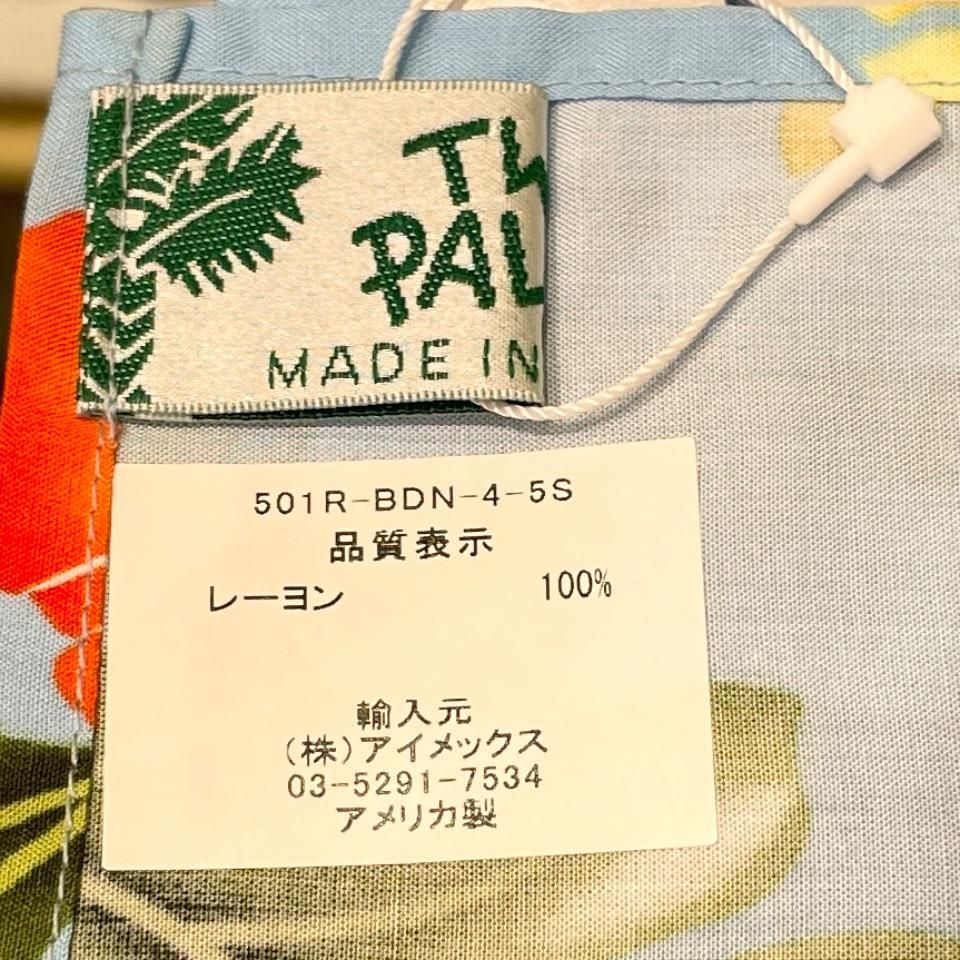 TH
PAL
MADE IN
501R-BDN-4-5S
品質表示
レーヨン 100%
輸入元
(株)アイメックス
03-5291-7534
アメリカ製